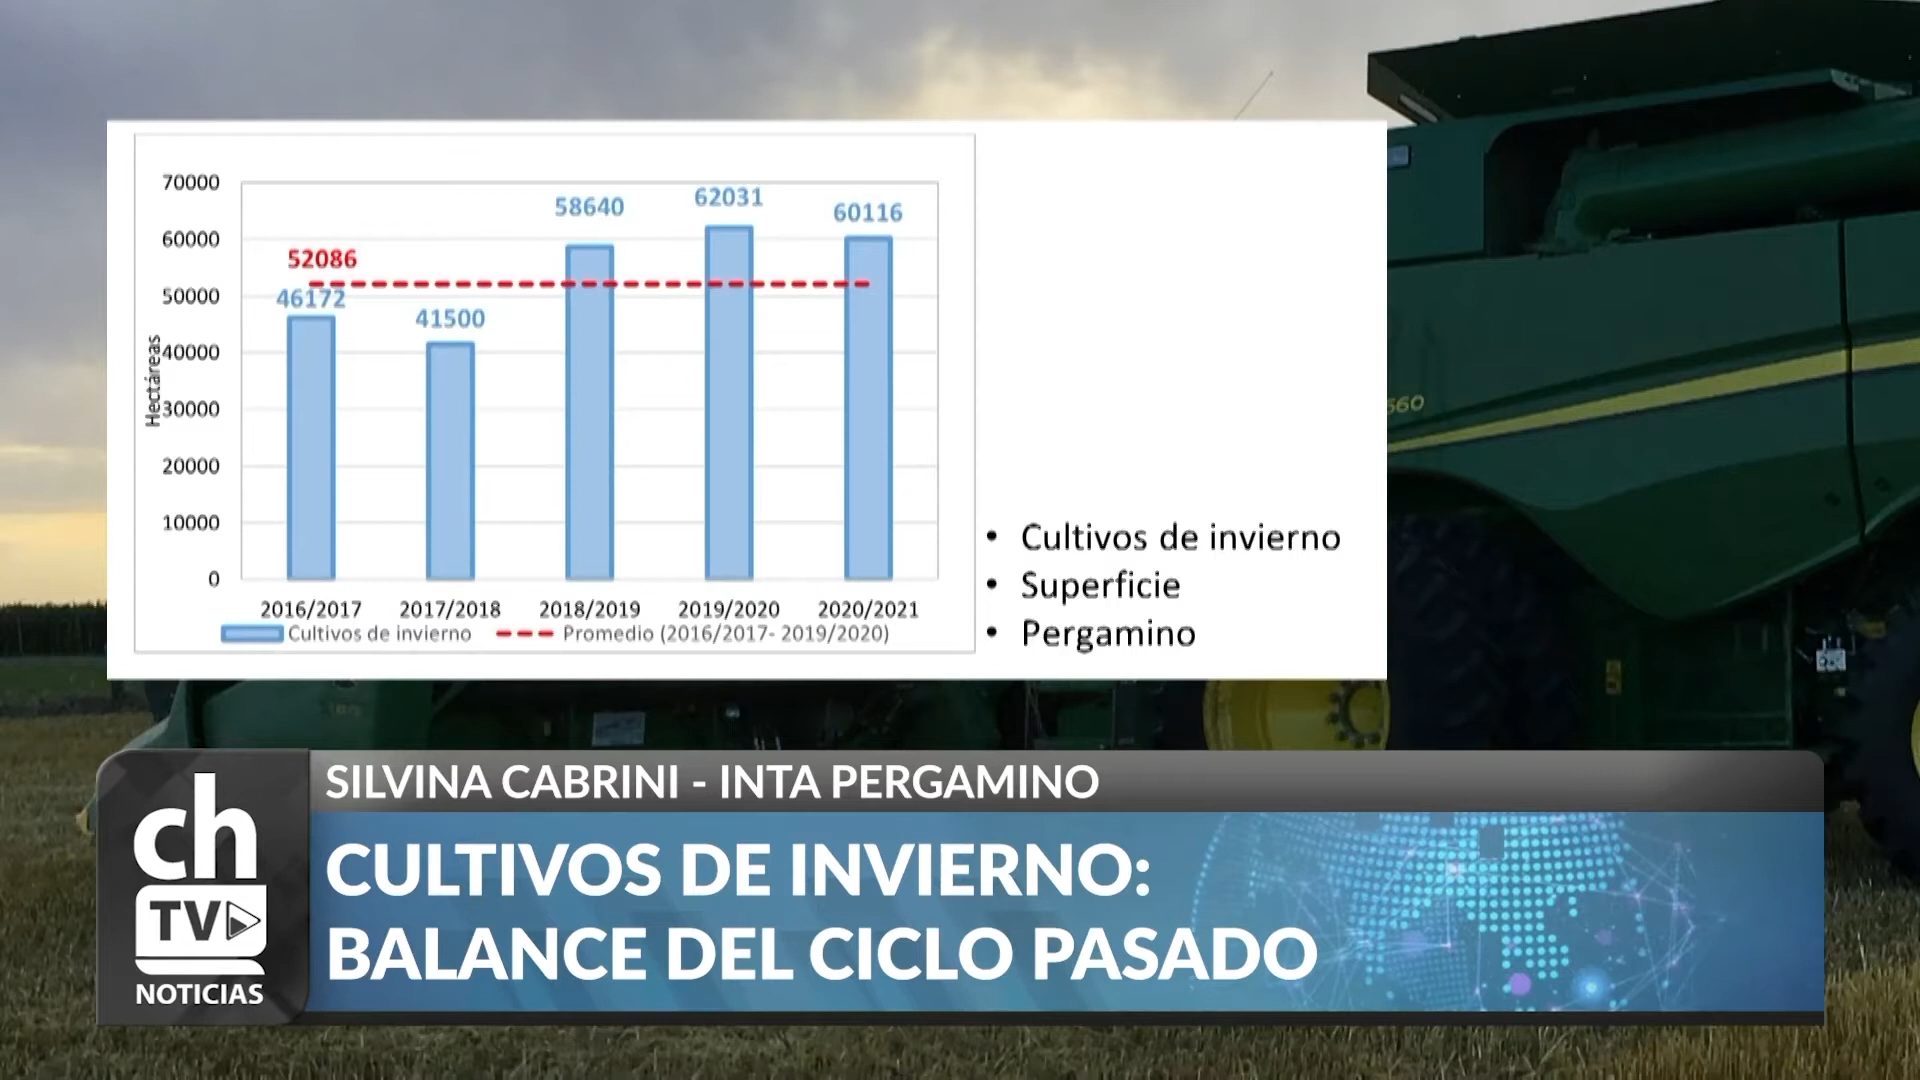 70000
60000
50000
40000
30000
20000
10000
0
Hectáreas
52086
46172
41500
58640
62031
60116
2016/2017 2017/2018 2018/2019 2019/2020 2020/2021
Cultivos de invierno Promedio (2016/2017- 2019/2020)
• Cultivos de invierno
• Superficie
• Pergamino
560
SILVINA CABRINI - INTA PERGAMINO
CULTIVOS DE INVIERNO:
BALANCE DEL CICLO PASADO
ch
TV
NOTICIAS